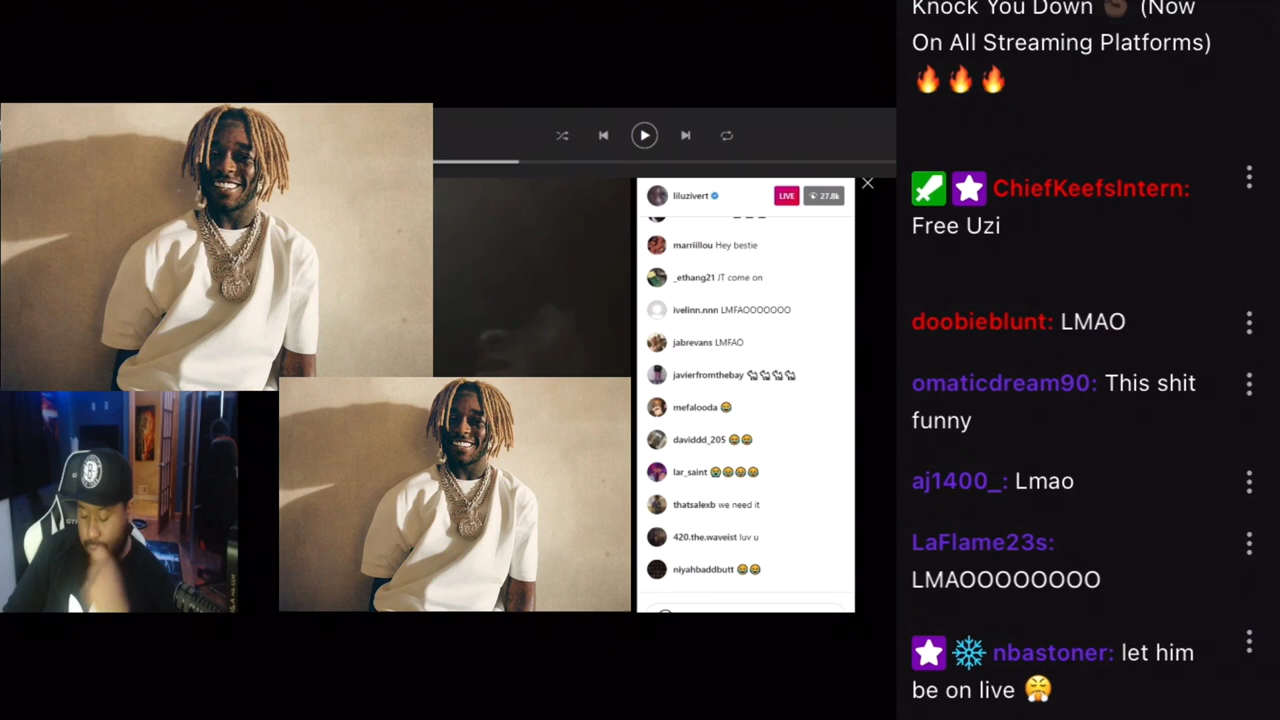 liluzivert
LIVE
27.8k
marriillou Hey bestie
_ethang21 JT come on
ivelinn.nnn LMFAOOOOOOO
jabrevans LMFAO
javierfromthebay 🐿🐿🐿🐿
mefalooda 😂
daviddd_205 😂😂
lar_saint 😭😂😂😂
thatsalexb we need it
420.the.waveist luv u
niyahbaddbutt 😂😂
Knock You Down ✊🏿 (Now
On All Streaming Platforms)
🔥🔥🔥
ChiefKeefsIntern:
Free Uzi
doobieblunt: LMAO
omaticdream90: This shit
funny
aj1400_: Lmao
LaFlame23s:
LMAOOOOOOOO
nbastoner: let him
be on live 😤